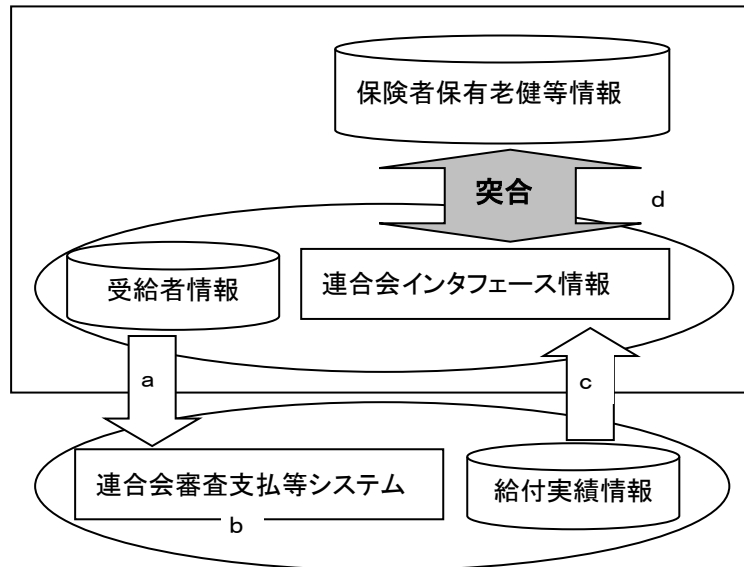 保険者保有老健等情報
突合
d
受給者情報
連合会インタフェース情報
a
c
連合会審査支払等システム
給付実績情報
b